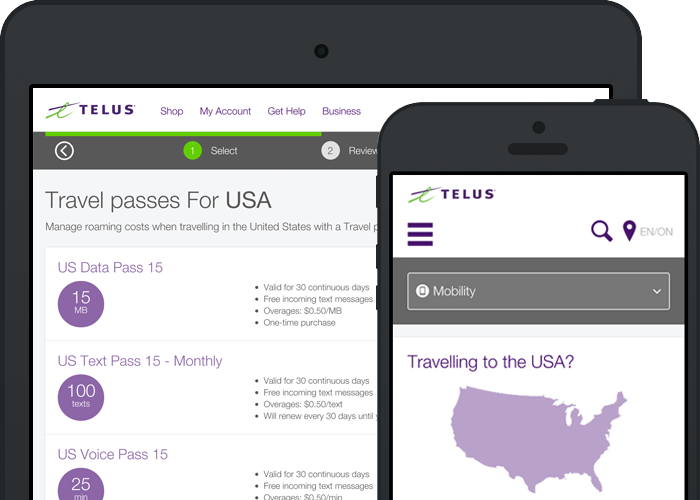 TELUS
Shop My Account Get Help Business
1 Select 2 Review
Travel passes For USA
Manage roaming costs when travelling in the United States with a Travel
US Data Pass 15
15
MB
• Valid for 30 continuous days
• Free incoming text messages
• Overages: $0.50/MB
• One-time purchase
US Text Pass 15 - Monthly
100
texts
• Valid for 30 continuous days
• Free incoming text messages
• Overages: $0.50/text
• Will renew every 30 days until
US Voice Pass 15
25
min
• Valid for 30 continuous days
• Free incoming text messages
• Overages: $0.50/min
TELUS
EN/ON
Mobility
Travelling to the USA?